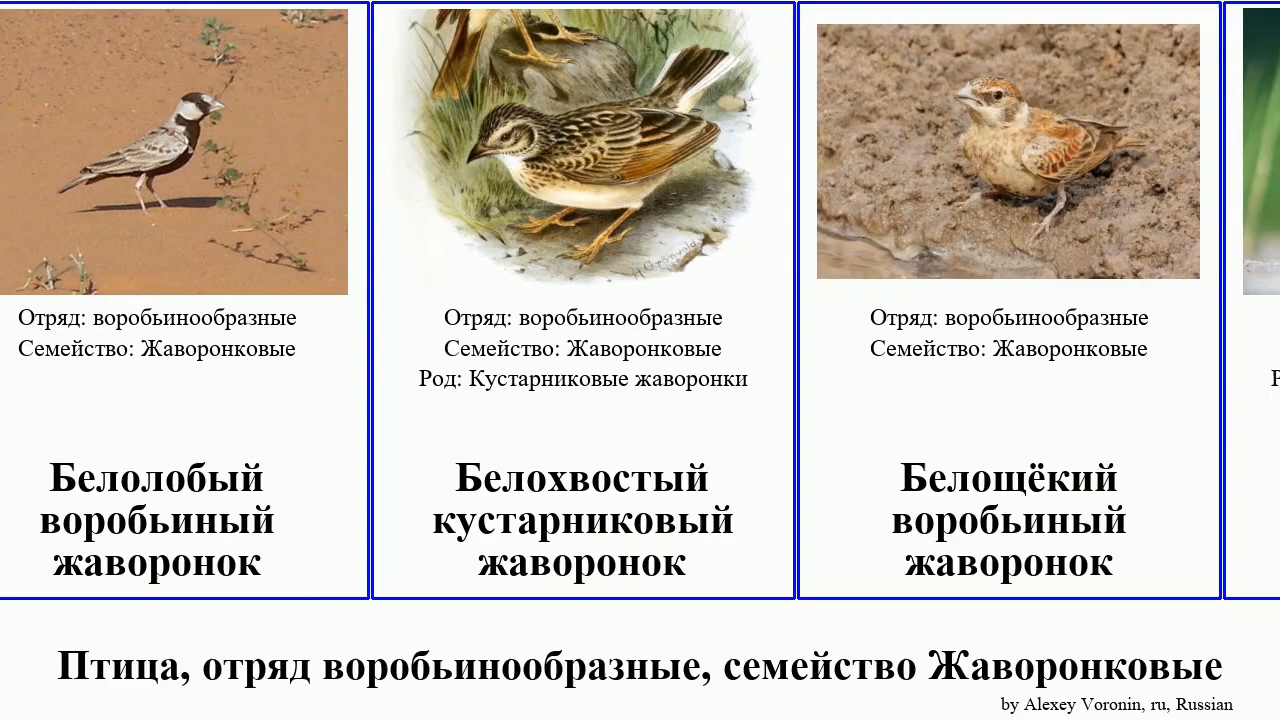 Отряд: воробьинообразные
Семейство: Жаворонковые
Белолобый
воробьиный
жаворонок
H Grönvold.
Отряд: воробьинообразные
Семейство: Жаворонковые
Род: Кустарниковые жаворонки
Белохвостый
кустарниковый
жаворонок
Отряд: воробьинообразные
Семейство: Жаворонковые
Белощёкий
воробьиный
жаворонок
Птица, отряд воробьинообразные, семейство Жаворонковые
by Alexey Voronin, ru, Russian